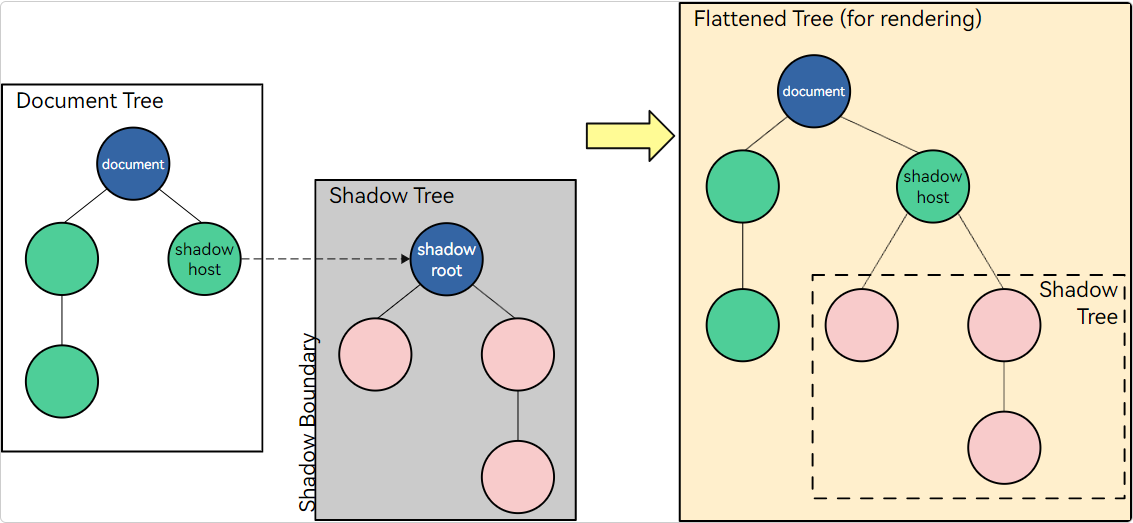 Document Tree
document
shadow
host
Shadow Tree
shadow
root
Shadow Boundary
Flattened Tree (for rendering)
document
shadow
host
Shadow
Tree